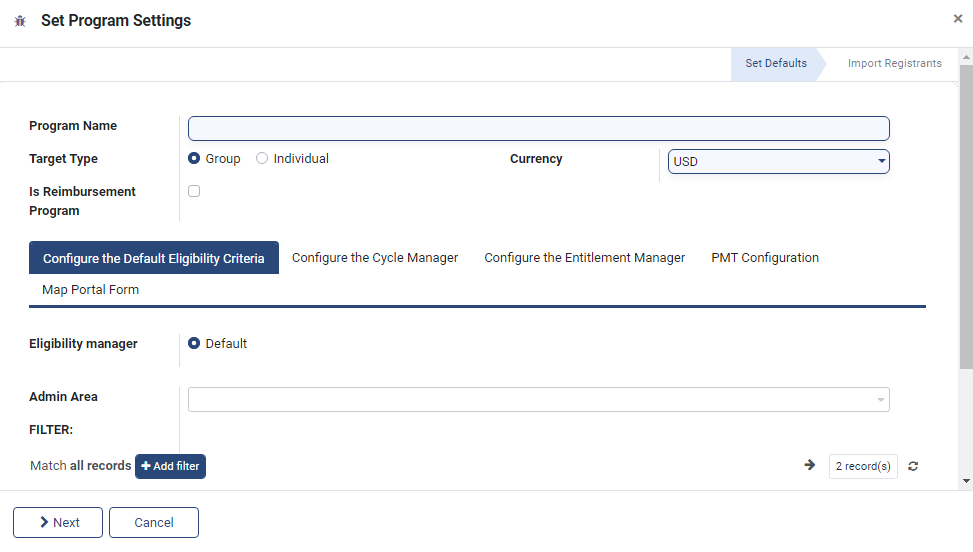 Set Program Settings
Set Defaults
Import Registrants
Program Name
Target Type
Group
Individual
Currency
USD
Is Reimbursement
Program
Configure the Default Eligibility Criteria
Configure the Cycle Manager
Configure the Entitlement Manager
PMT Configuration
Map Portal Form
Eligibility manager
Default
Admin Area
FILTER:
Match all records
Add filter
2 record(s)
Next
Cancel